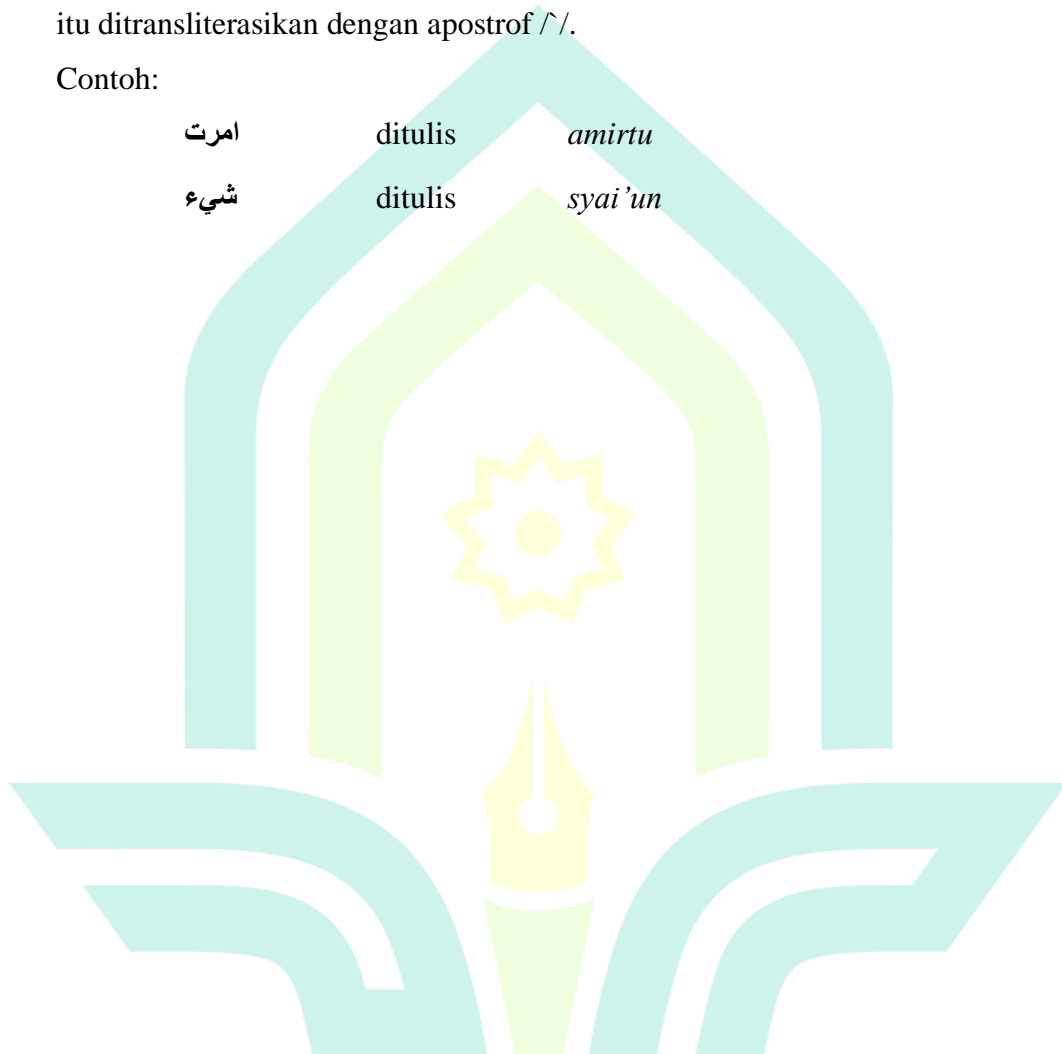 itu ditransliterasikan dengan apostrof /`/.
Contoh:
امرت ditulis amirtu
شيء ditulis syai’un